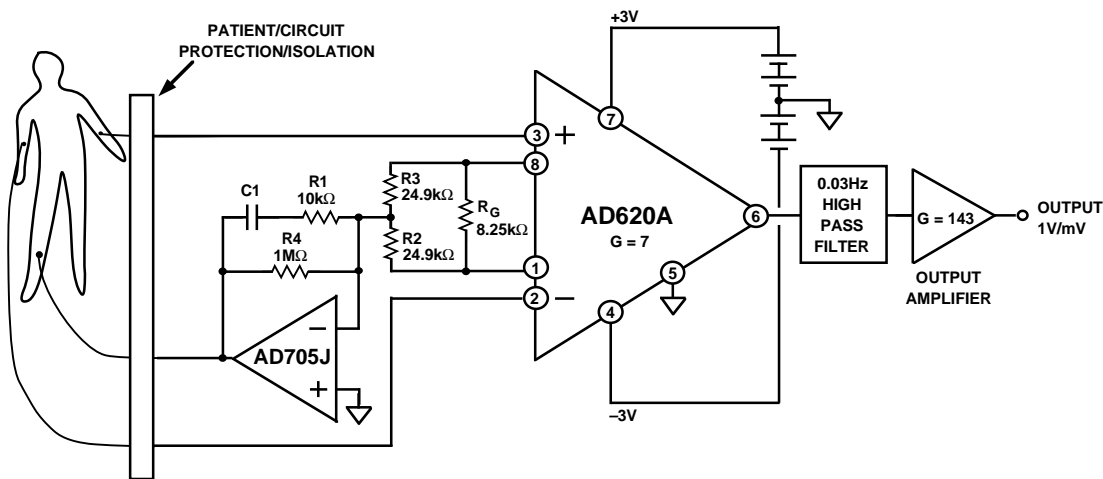 PATIENT/CIRCUIT
PROTECTION/ISOLATION
+3V
3
+
7
8
C1
R1
10kΩ
R3
24.9kΩ
RG
8.25kΩ
R4
1MΩ
R2
24.9kΩ
AD620A
G = 7
6
0.03Hz
HIGH
PASS
FILTER
G = 143
OUTPUT
1V/mV
OUTPUT
AMPLIFIER
1
2
−
5
4
−
AD705J
+
−3V